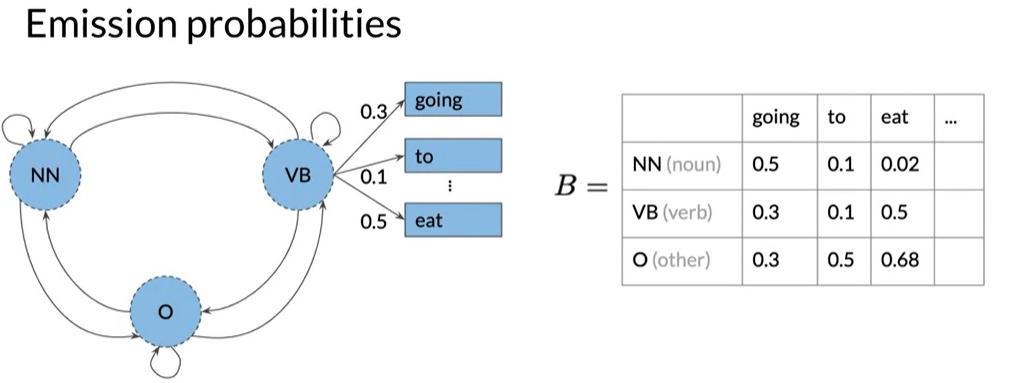 Emission probabilities
going
0.3
NN
VB
to
0.1
⋮
0.5
eat
O
B =
going to eat ...
NN (noun) 0.5 0.1 0.02
VB (verb) 0.3 0.1 0.5
O (other) 0.3 0.5 0.68